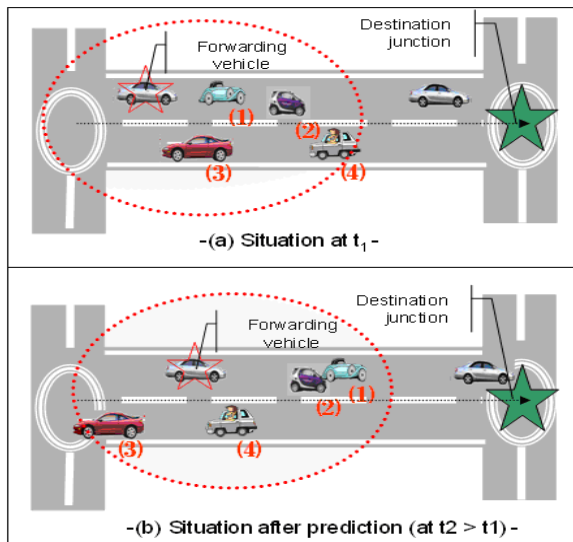 Destination
junction
Forwarding
vehicle
(1)
(2)
(3)
(4)
-(a) Situation at t1 -
Destination
junction
Forwarding
vehicle
(1)
(2)
(3)
(4)
-(b) Situation after prediction (at t2 > t1) -